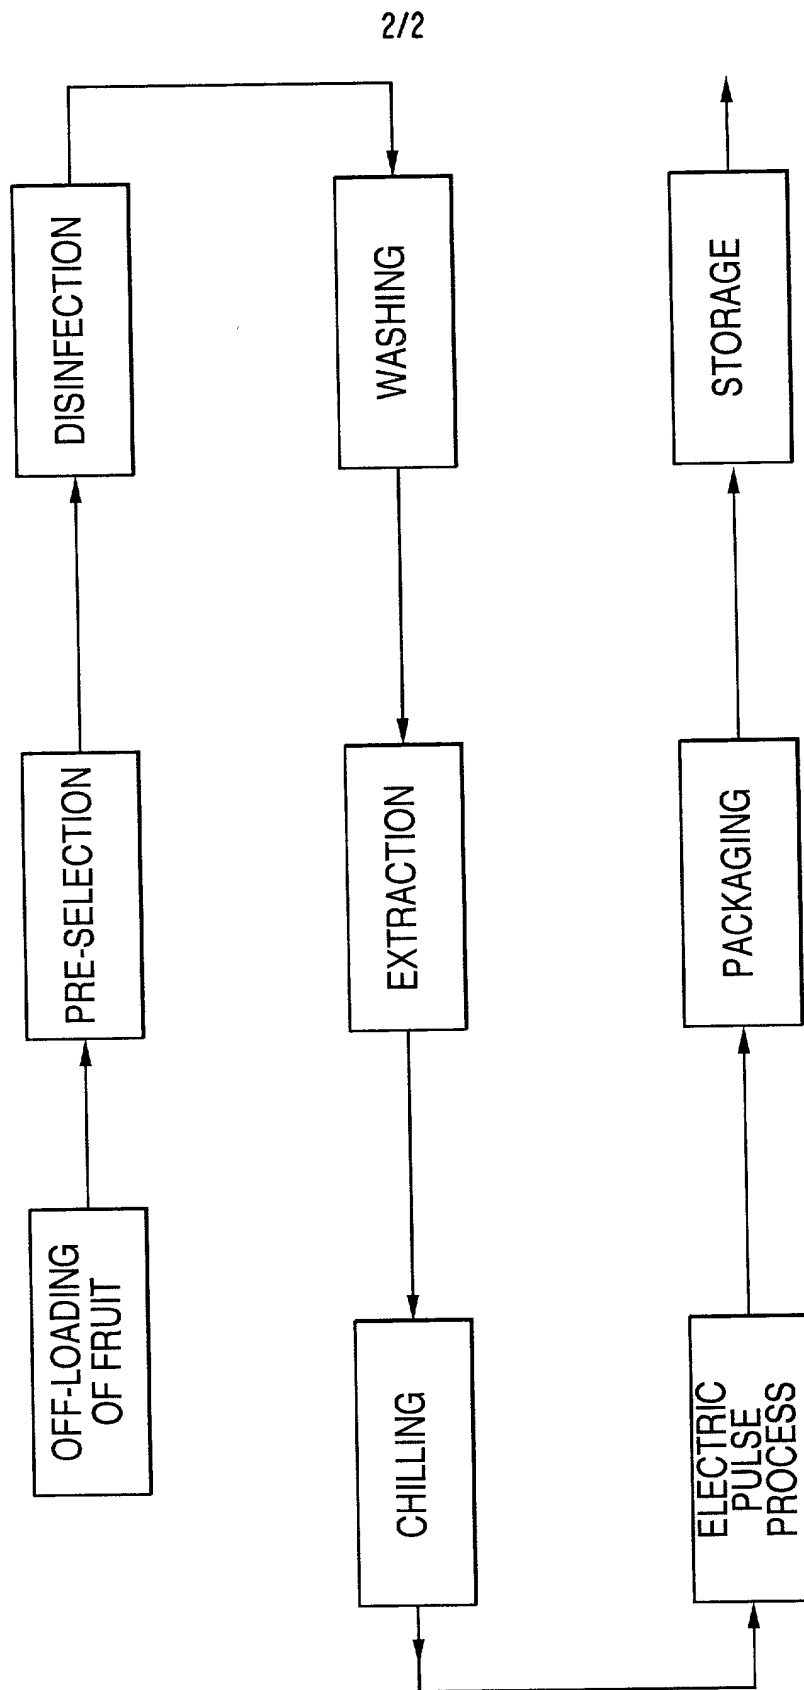 2/2
OFF-LOADING
OF FRUIT
PRE-SELECTION
DISINFECTION
WASHING
EXTRACTION
CHILLING
ELECTRIC
PULSE
PROCESS
PACKAGING
STORAGE